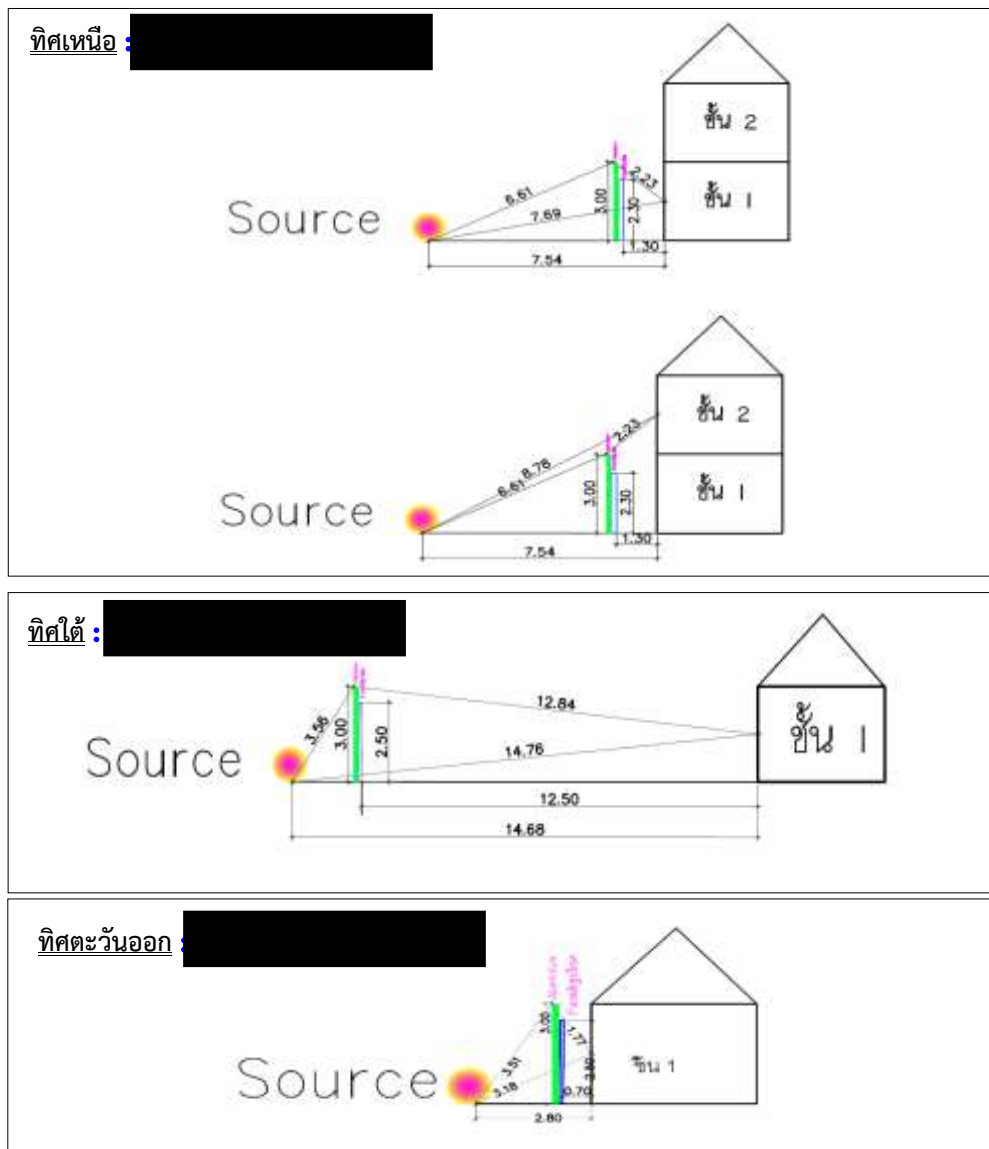 ทิศเหนือ :
ชั้น 2
ชั้น 1
Source
6.61
7.69
2.23
3.00
2.30
1.30
7.54
ชั้น 2
ชั้น 1
Source
6.61
8.78
2.23
3.00
2.30
1.30
7.54
ทิศใต้ :
ชั้น 1
Source
3.56
3.00
2.50
12.84
14.76
12.50
14.68
ทิศตะวันออก :
ชั้น 1
Source
3.00
1.77
3.51
3.18
0.70
2.80